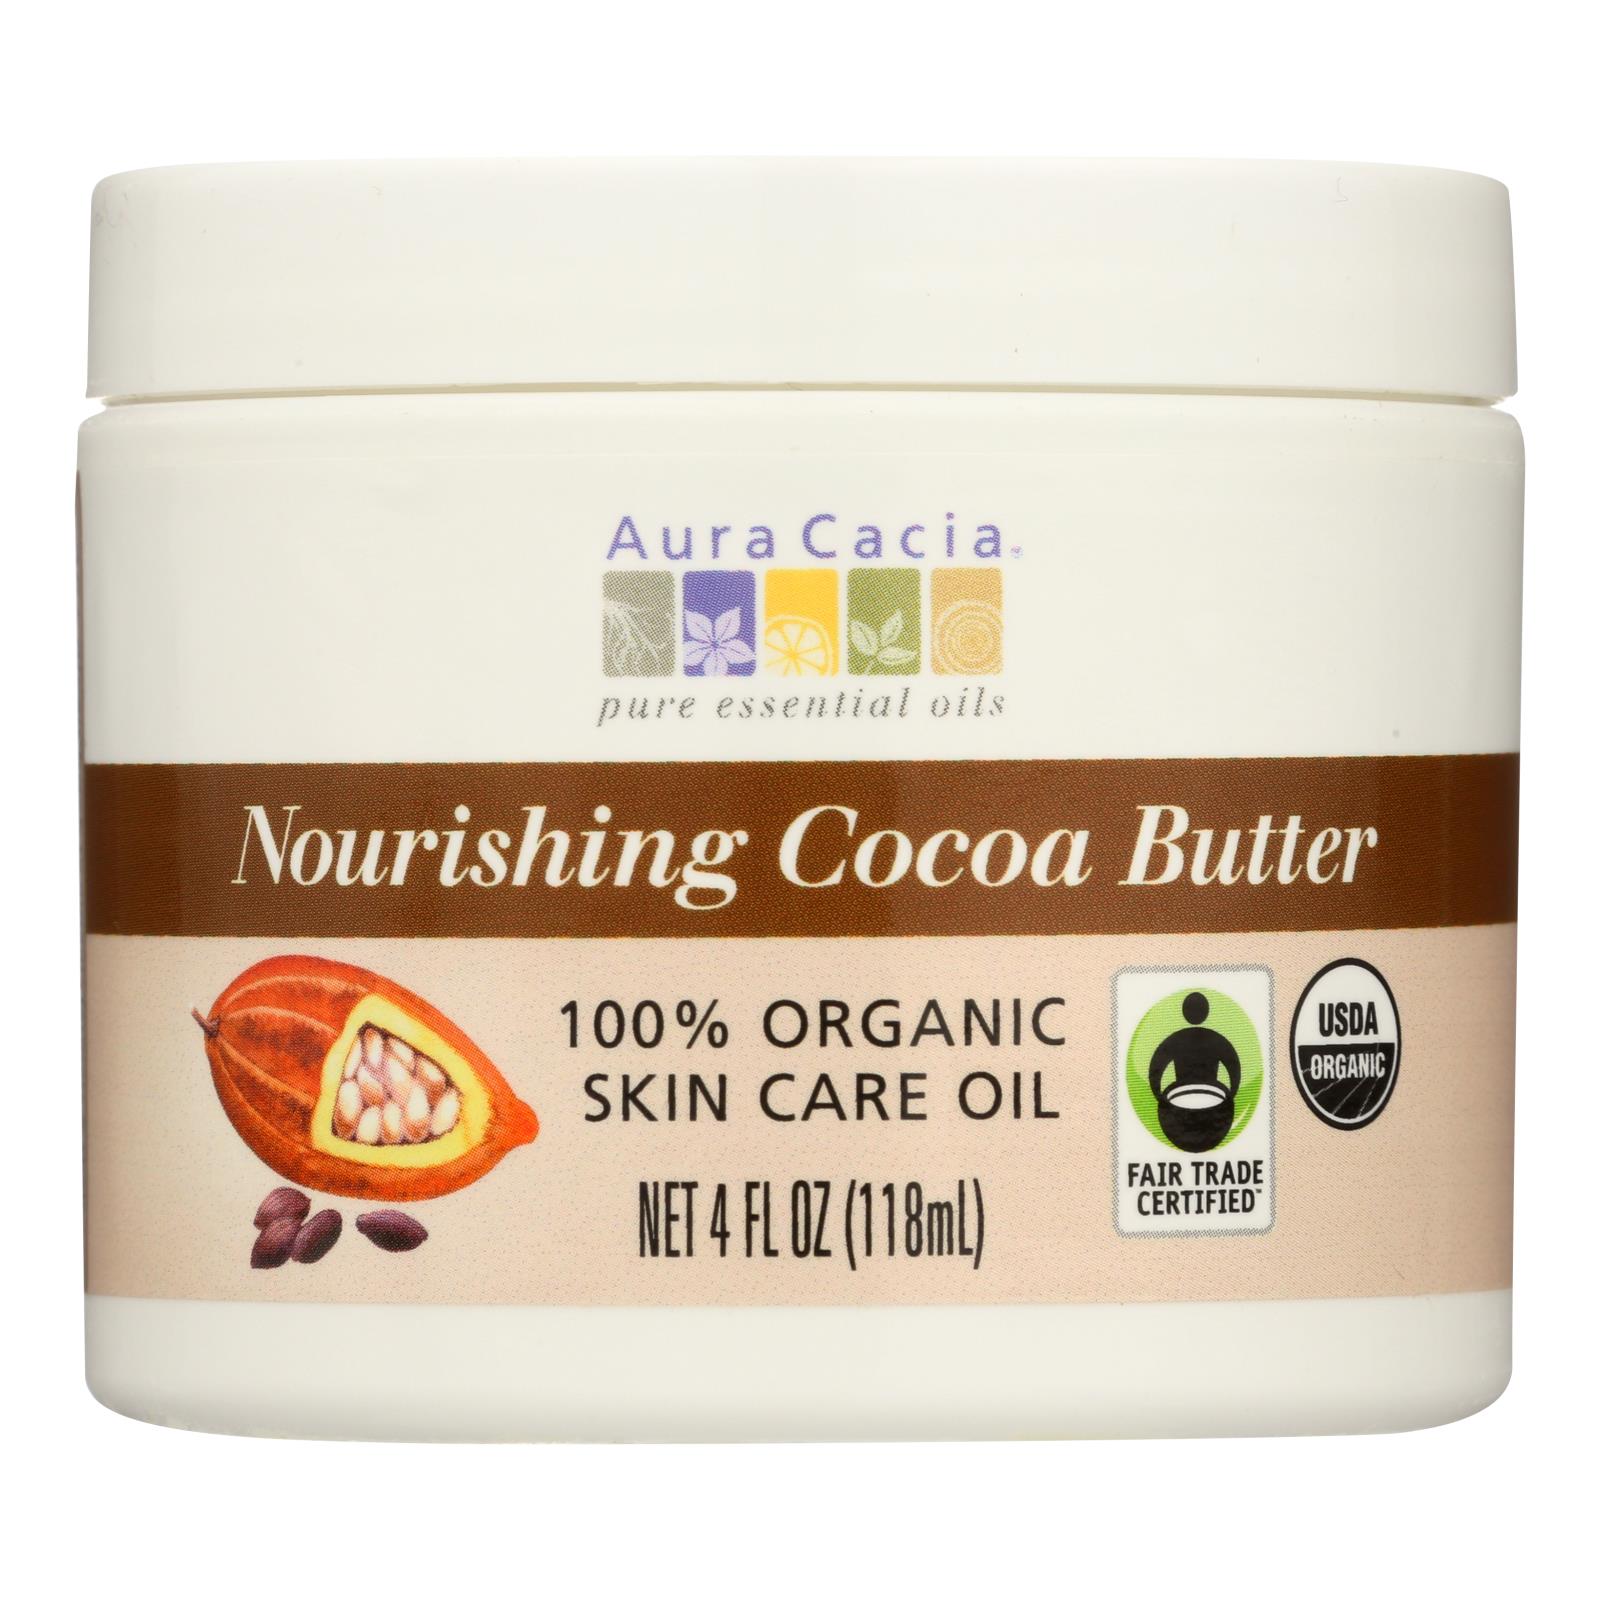 Aura Cacia
pure essential oils
Nourishing Cocoa Butter
100% ORGANIC
SKIN CARE OIL
NET 4 FL OZ (118mL)
FAIR TRADE
CERTIFIED™
USDA
ORGANIC